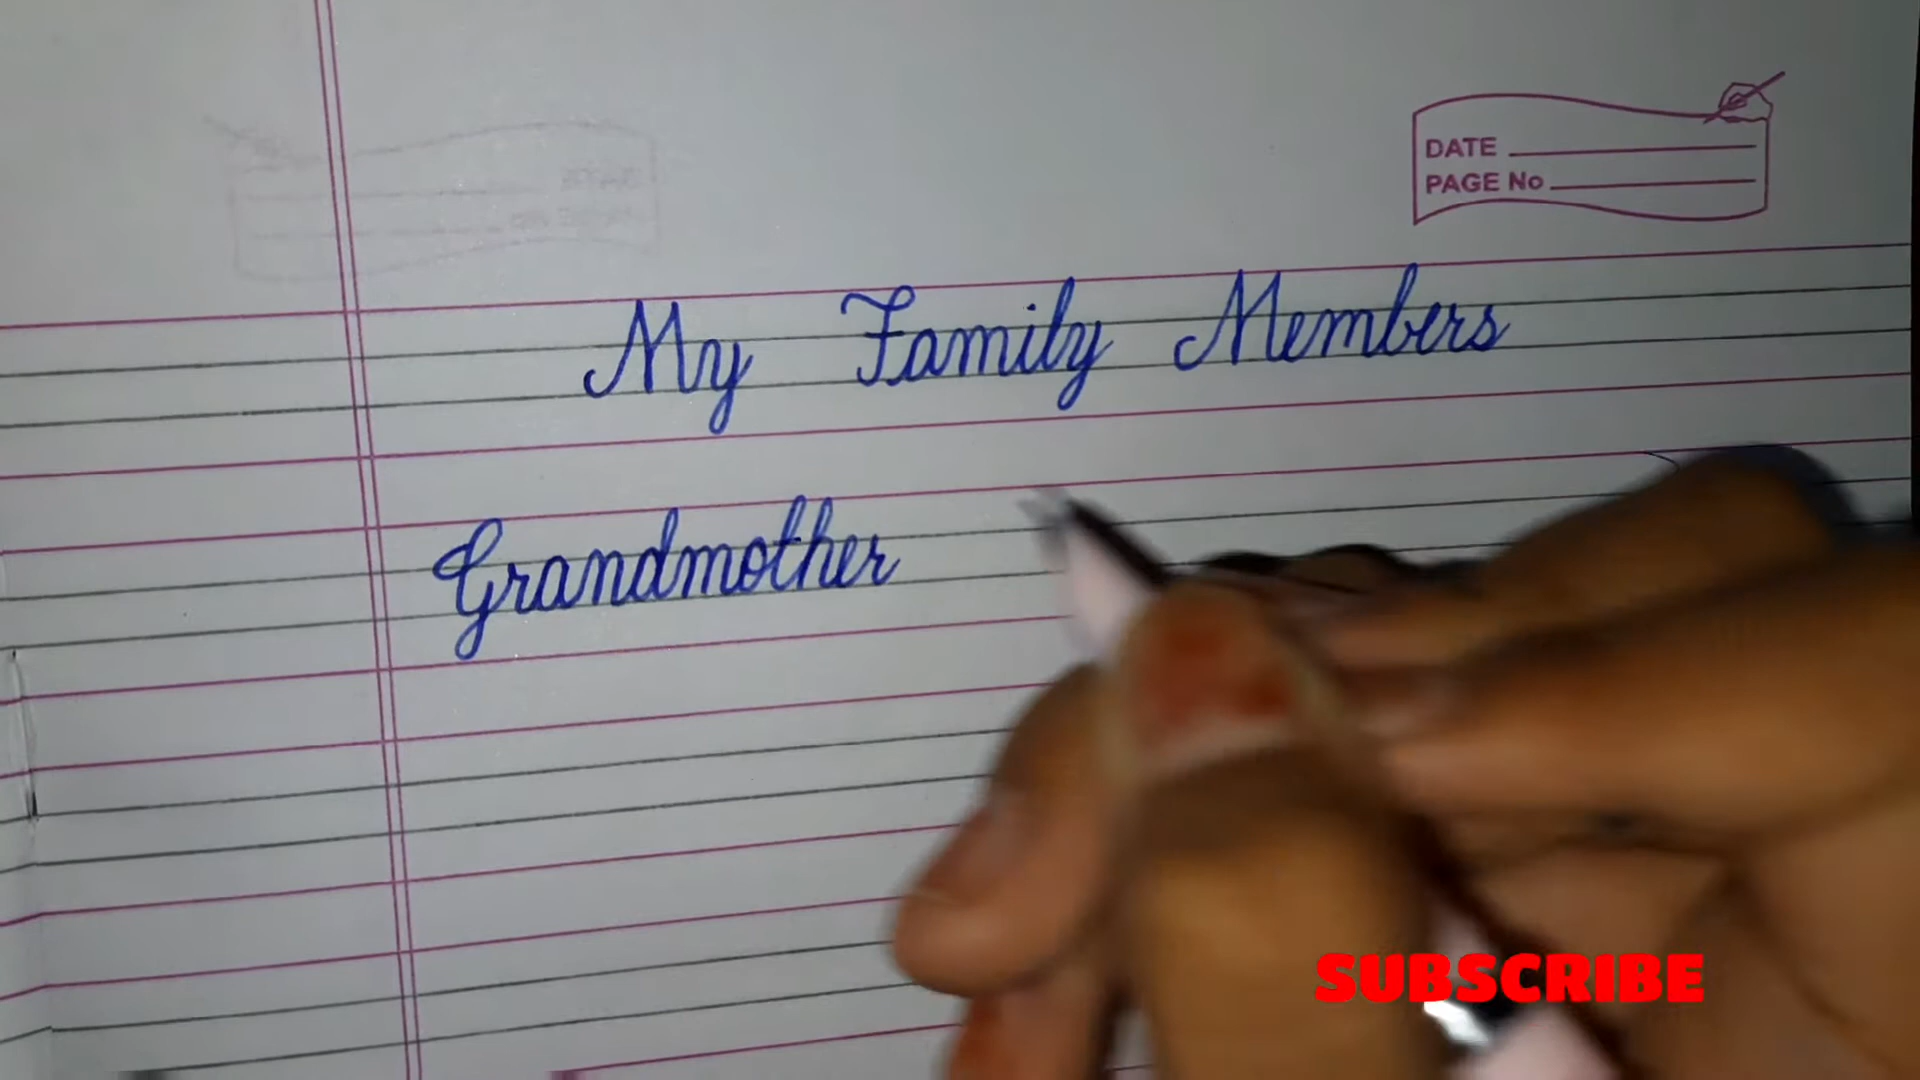 DATE
PAGE No
My Family Members
Grandmother
SUBSCRIBE